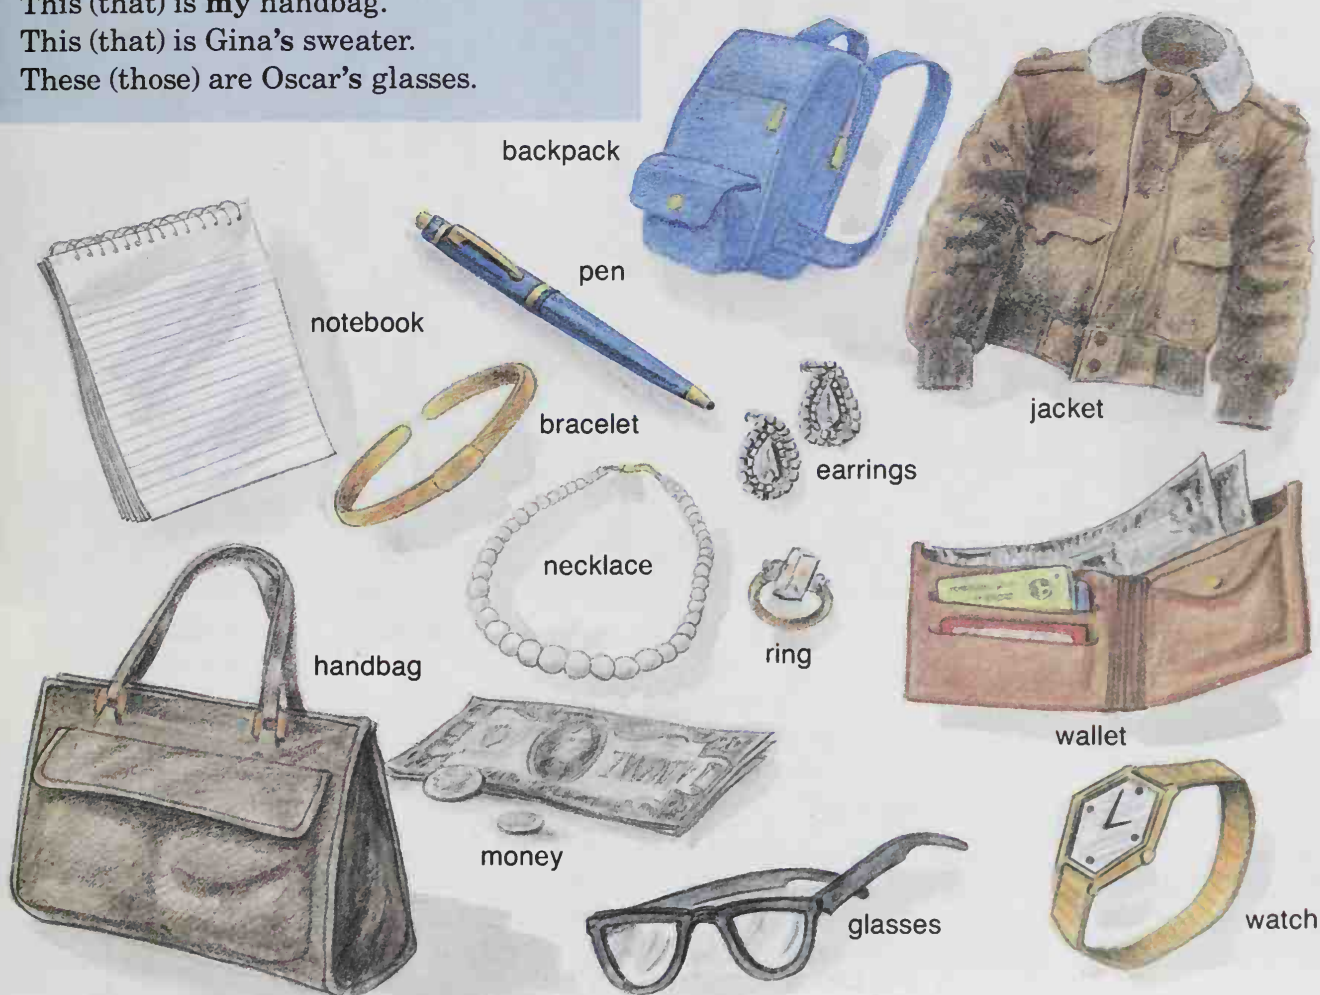 This (that) is my handbag.
This (that) is Gina's sweater.
These (those) are Oscar's glasses.
backpack
pen
notebook
bracelet
jacket
earrings
necklace
ring
handbag
wallet
money
glasses
watch